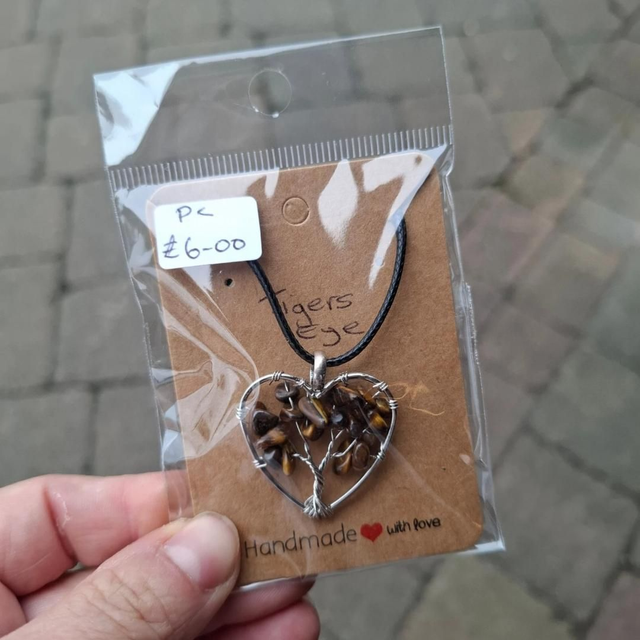 PC
£6-00
Tigers
Eye
Handmade with love